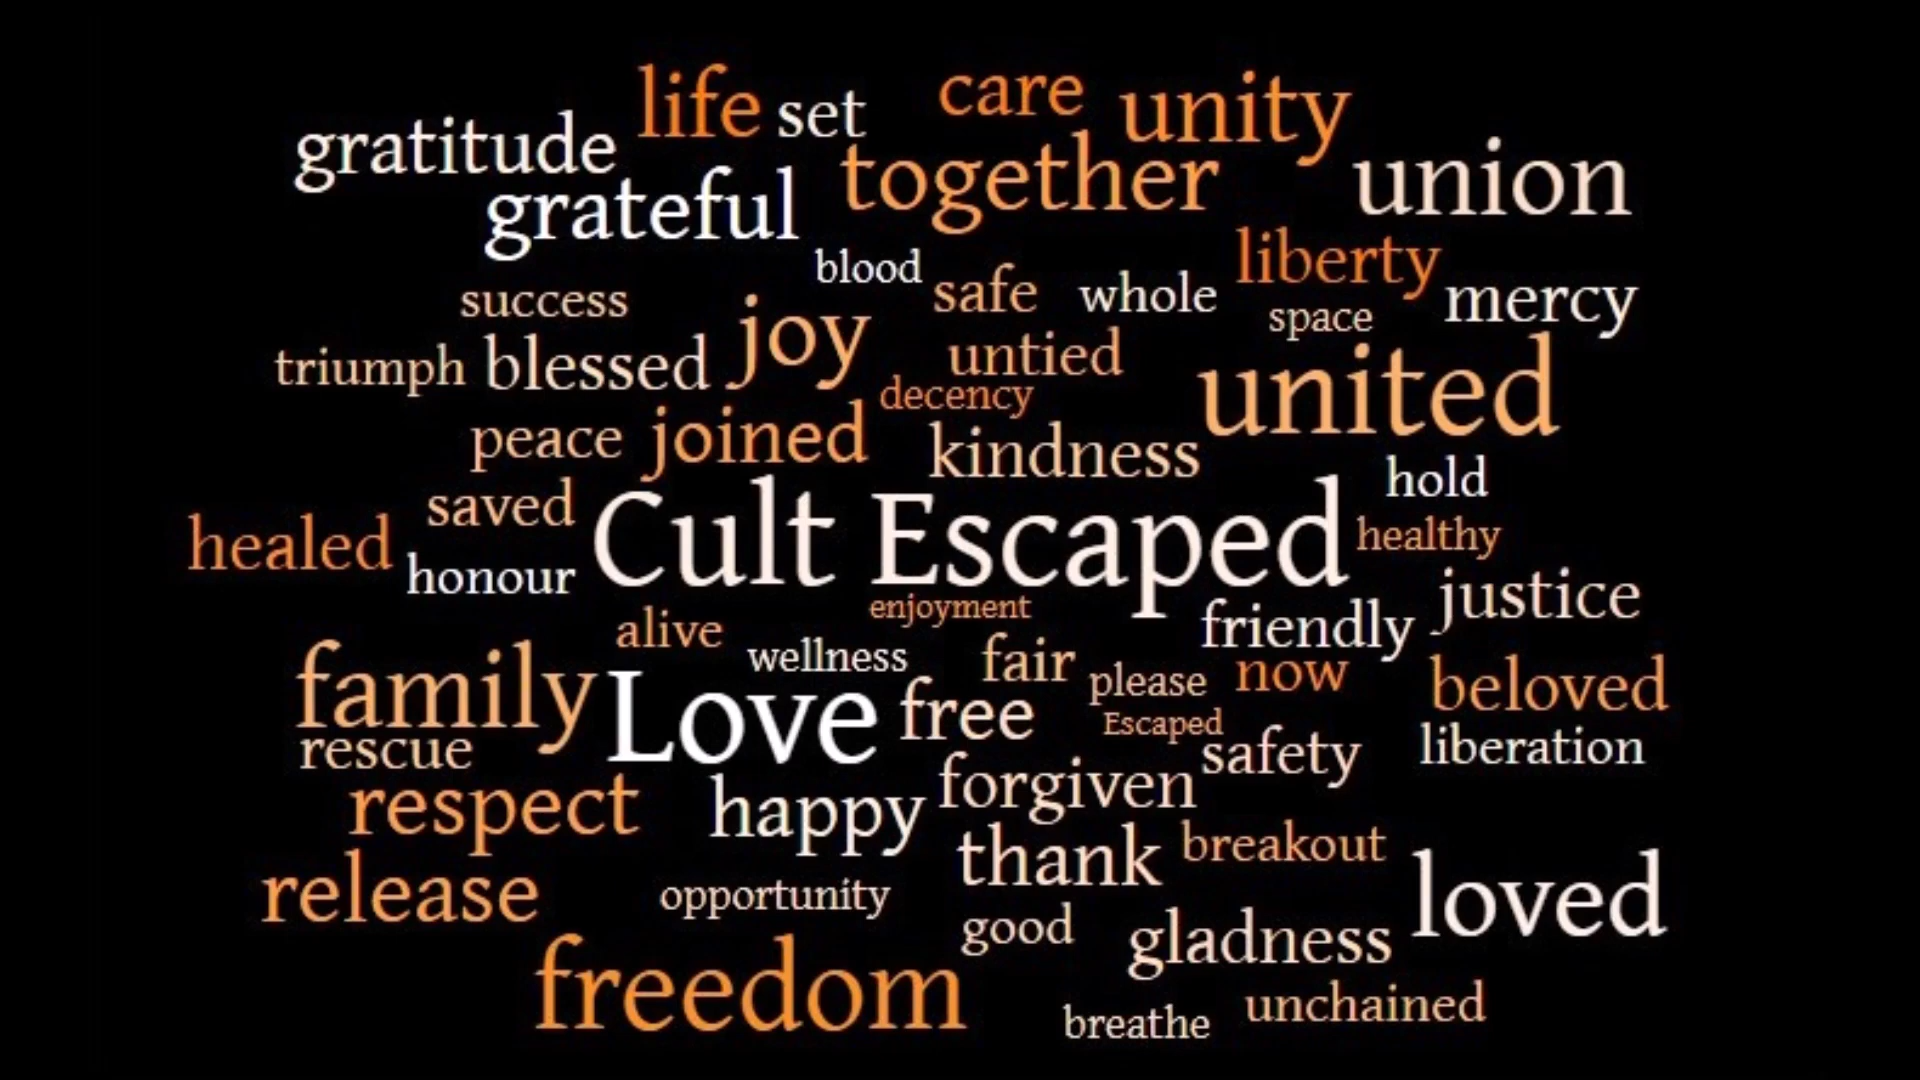 life set care unity
gratitude together union
grateful
blood safe whole liberty
success joy space mercy
triumph blessed untied united
decency
peace joined kindness
hold
saved Cult Escaped healthy
healed honour
enjoyment justice
alive friendly
wellness fair please now beloved
family Love free Escaped
rescue safety liberation
respect happy forgiven
thank breakout
release opportunity loved
good gladness
freedom
breathe unchained